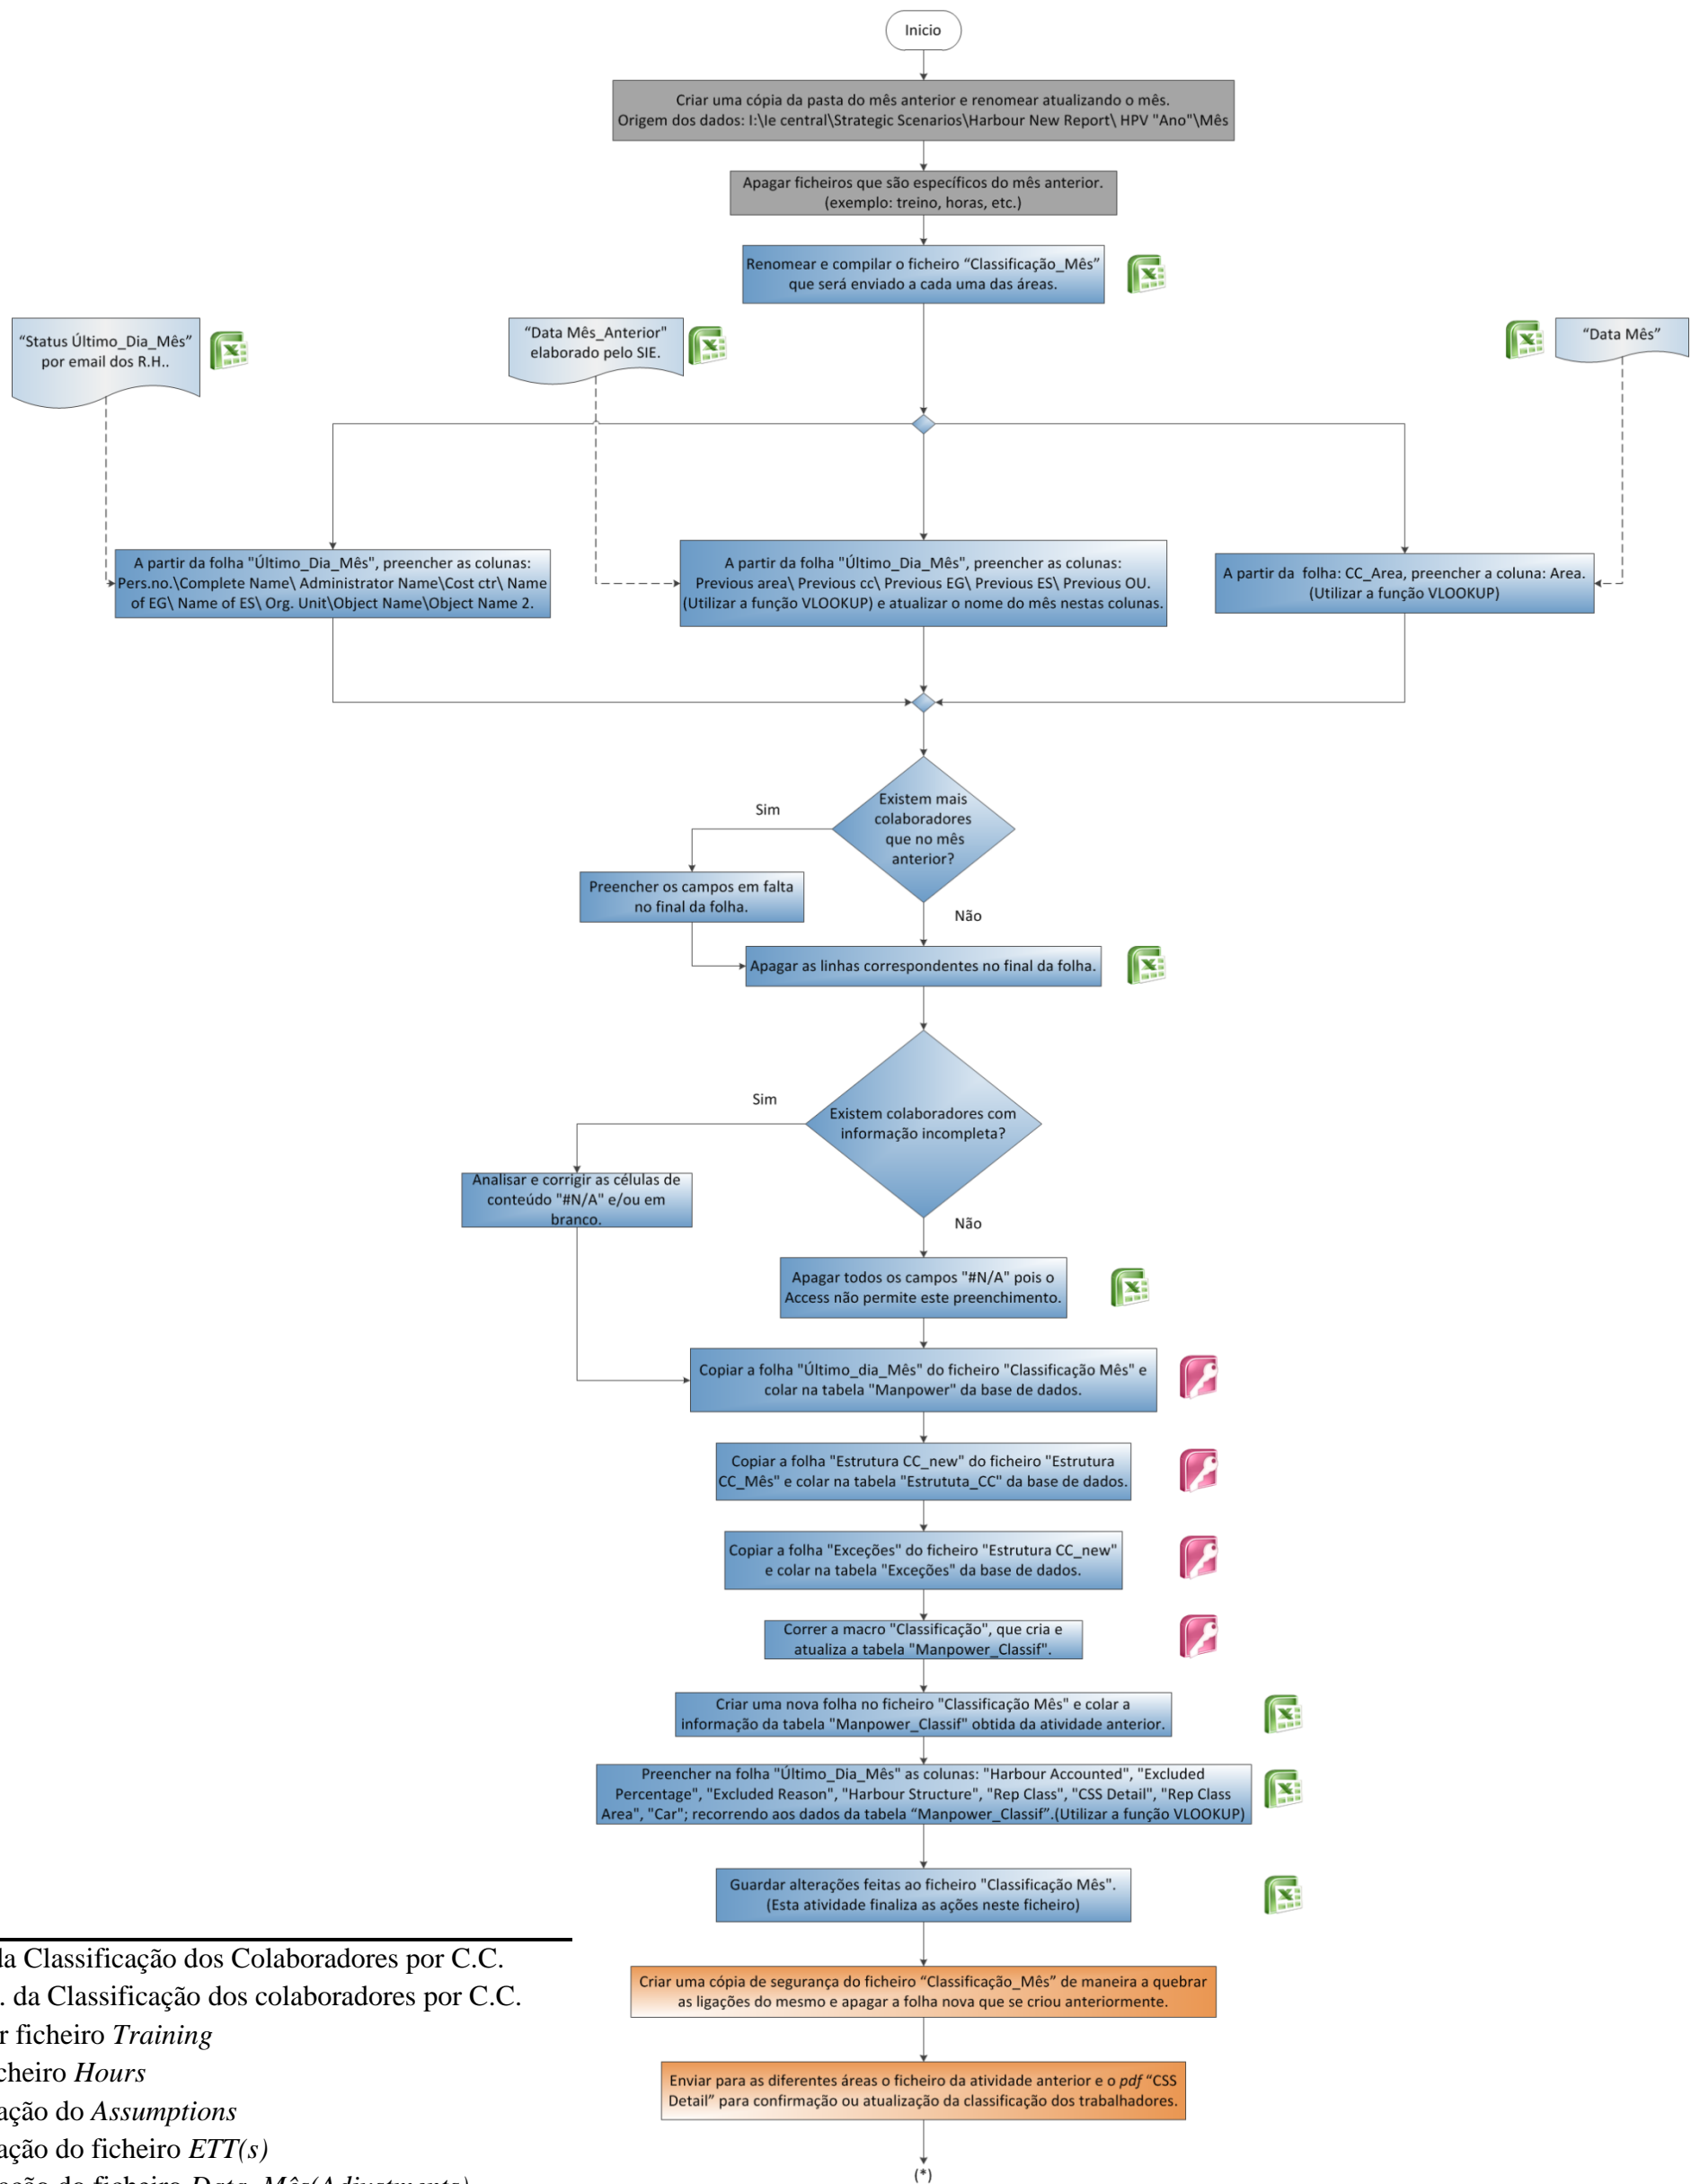 Inicio
Criar uma cópia da pasta do mês anterior e renomear atualizando o mês.
Origem dos dados: I:\Ie central\Strategic Scenarios\Harbour New Report\ HPV "Ano"\Mês
Apagar ficheiros que são específicos do mês anterior.
(exemplo: treino, horas, etc.)
Renomear e compilar o ficheiro “Classificação_Mês”
que será enviado a cada uma das áreas.
“Status Último_Dia_Mês”
por email dos R.H..
“Data Mês_Anterior"
elaborado pelo SIE.
“Data Mês”
A partir da folha "Último_Dia_Mês", preencher as colunas:
Pers.no.\Complete Name\ Administrator Name\Cost ctr\ Name
of EG\ Name of ES\ Org. Unit\Object Name\Object Name 2.
A partir da folha "Último_Dia_Mês", preencher as colunas:
Previous area\ Previous cc\ Previous EG\ Previous ES\ Previous OU.
(Utilizar a função VLOOKUP) e atualizar o nome do mês nestas colunas.
A partir da folha: CC_Area, preencher a coluna: Area.
(Utilizar a função VLOOKUP)
Existem mais
colaboradores
que no mês
anterior?
Sim
Preencher os campos em falta
no final da folha.
Não
Apagar as linhas correspondentes no final da folha.
Sim
Existem colaboradores com
informação incompleta?
Analisar e corrigir as células de
conteúdo "#N/A" e/ou em
branco.
Não
Apagar todos os campos "#N/A" pois o
Access não permite este preenchimento.
Copiar a folha "Último_dia_Mês" do ficheiro "Classificação Mês" e
colar na tabela "Manpower" da base de dados.
Copiar a folha "Estrutura CC_new" do ficheiro "Estrutura
CC_Mês" e colar na tabela "Estrututa_CC" da base de dados.
Copiar a folha "Exceções" do ficheiro "Estrutura CC_new"
e colar na tabela "Exceções" da base de dados.
Correr a macro "Classificação", que cria e
atualiza a tabela "Manpower_Classif".
Criar uma nova folha no ficheiro "Classificação Mês" e colar a
informação da tabela "Manpower_Classif" obtida da atividade anterior.
Preencher na folha "Último_Dia_Mês" as colunas: "Harbour Accounted", "Excluded
Percentage", "Excluded Reason", "Harbour Structure", "Rep Class", "CSS Detail", "Rep Class
Area", "Car"; recorrendo aos dados da tabela “Manpower_Classif”.(Utilizar a função VLOOKUP)
Guardar alterações feitas ao ficheiro "Classificação Mês".
(Esta atividade finaliza as ações neste ficheiro)
Criar uma cópia de segurança do ficheiro “Classificação_Mês” de maneira a quebrar
as ligações do mesmo e apagar a folha nova que se criou anteriormente.
Enviar para as diferentes áreas o ficheiro da atividade anterior e o pdf “CSS
Detail” para confirmação ou atualização da classificação dos trabalhadores.
(*)
da Classificação dos Colaboradores por C.C.
. da Classificação dos colaboradores por C.C.
r ficheiro Training
cheiro Hours
ação do Assumptions
ação do ficheiro ETT(s)
ação do ficheiro Data_Mês(Adjustments)